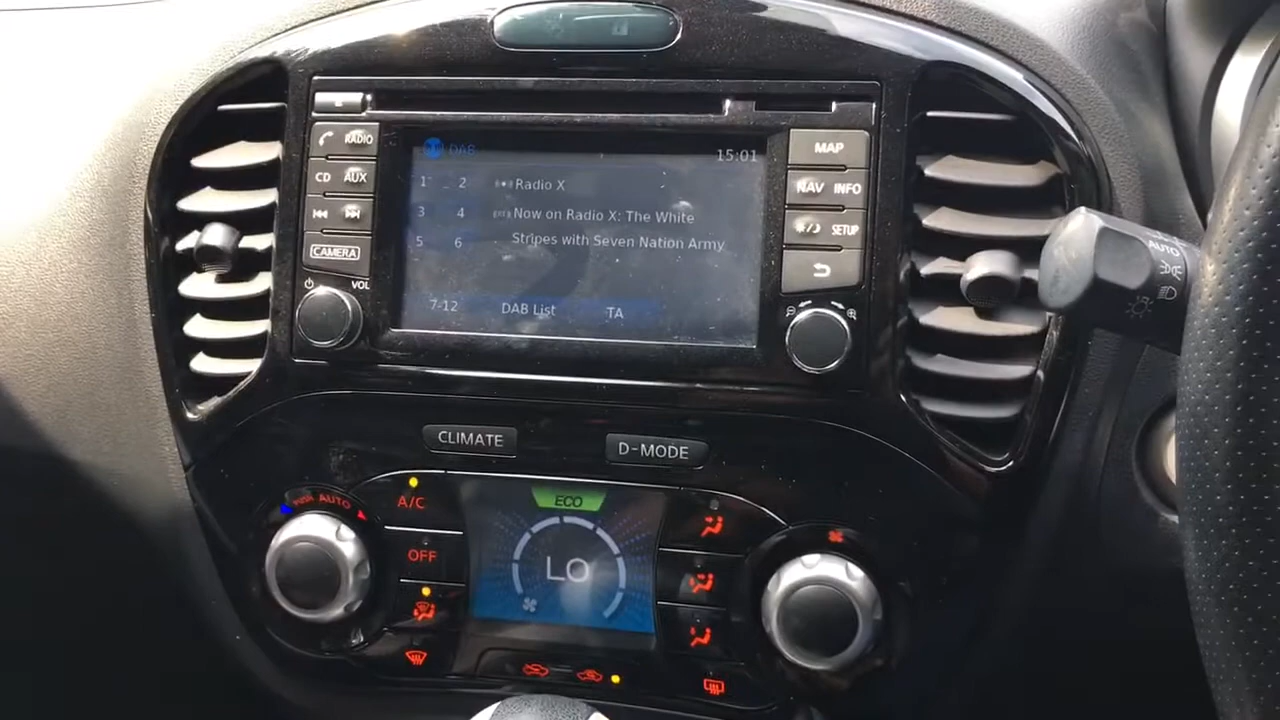 DAB
15:01
1 2 Radio X
3 4 Now on Radio X: The White
5 6 Stripes with Seven Nation Army
7-12 DAB List TA
RADIO
CD AUX
CAMERA
VOL
MAP
NAV INFO
SETUP
AUTO
CLIMATE
D-MODE
PUSH AUTO
A/C
OFF
ECO
LO